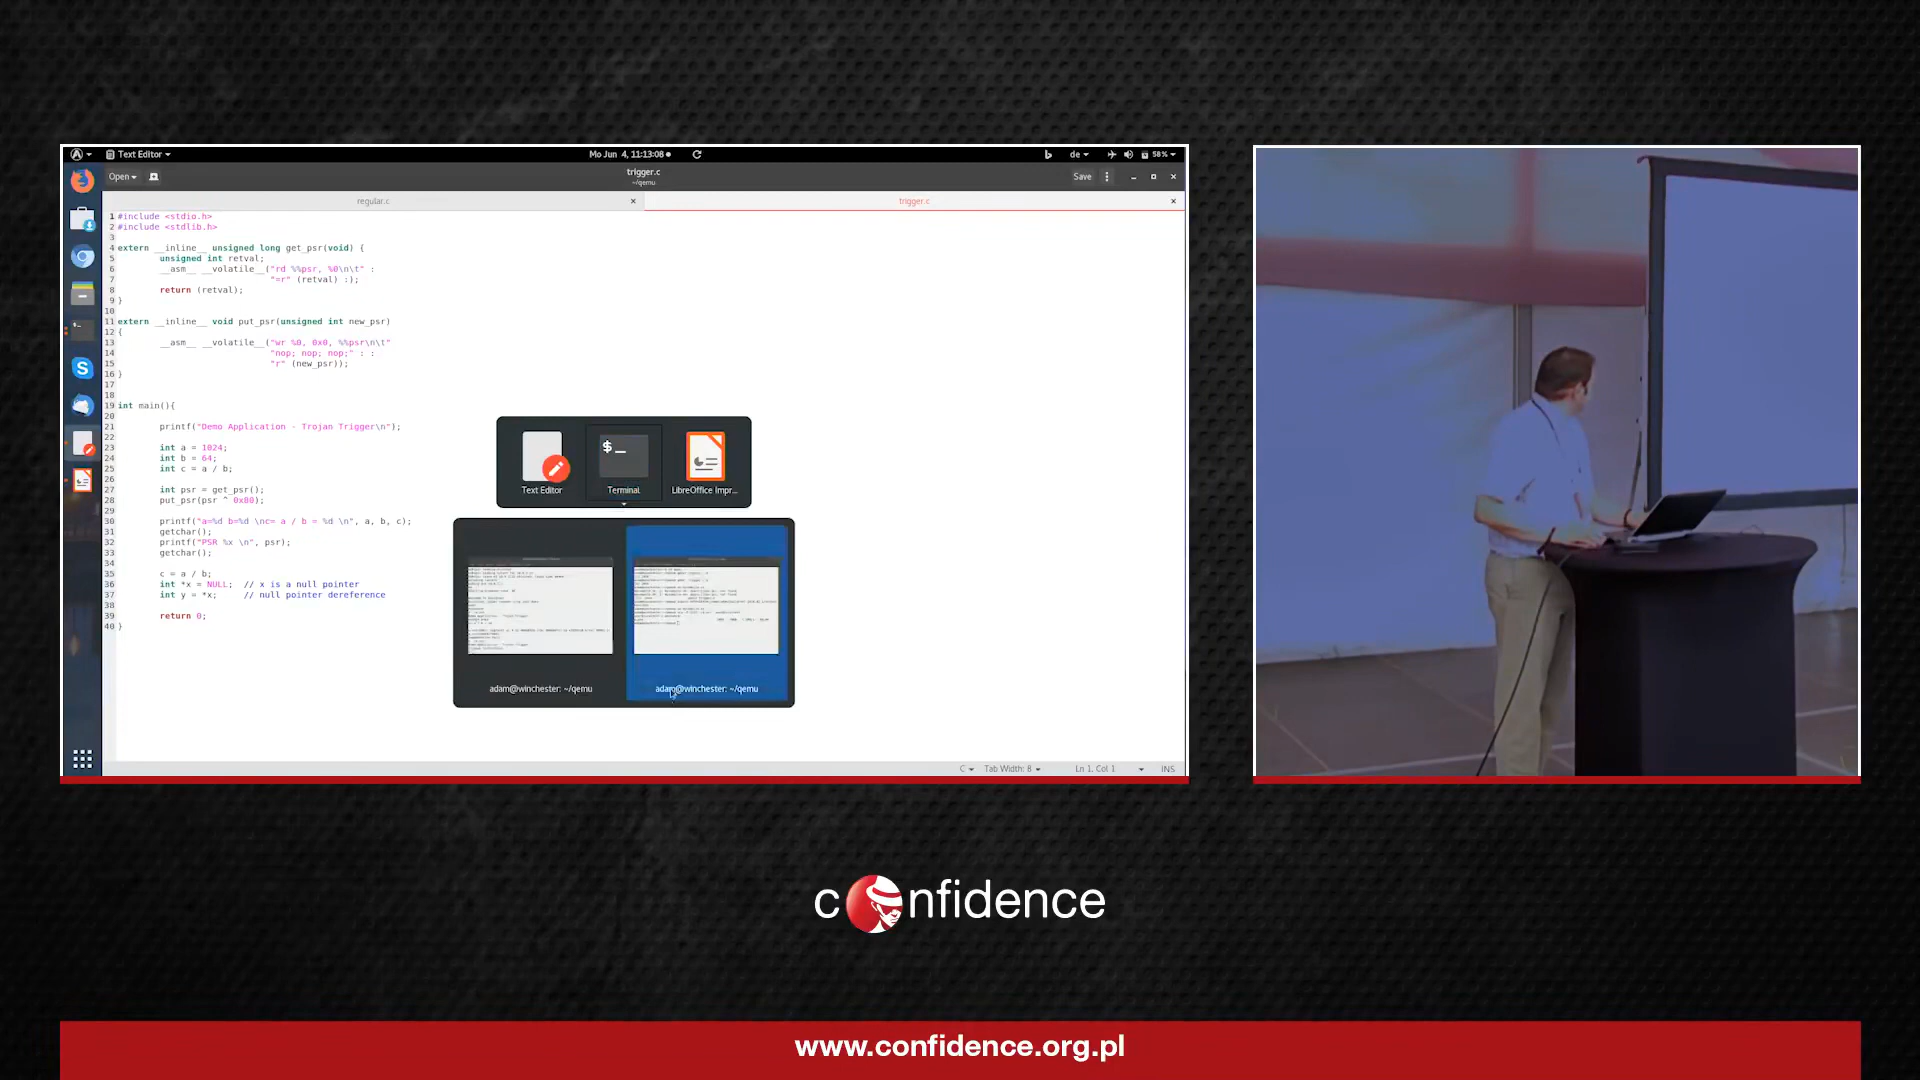 Text Editor
Mo Jun 4, 11:13:08
de
58%
Open
trigger.c
~/qemu
Save
regular.c
trigger.c
1 #include <stdio.h>
2 #include <stdlib.h>
3
4 extern __inline__ unsigned long get_psr(void) {
5 unsigned int retval;
6 __asm__ __volatile__("rd %%psr, %0\n\t" :
7 "=r" (retval) :);
8 return (retval);
9 }
10
11 extern __inline__ void put_psr(unsigned int new_psr)
12 {
13 __asm__ __volatile__("wr %0, 0x0, %%psr\n\t"
14 "nop; nop; nop;" : :
15 "r" (new_psr));
16 }
17
18
19 int main(){
20
21 printf("Demo Application - Trojan Trigger\n");
22
23 int a = 1024;
24 int b = 64;
25 int c = a / b;
26
27 int psr = get_psr();
28 put_psr(psr ^ 0x80);
29
30 printf("a=%d b=%d \nc= a / b = %d \n", a, b, c);
31 getchar();
32 printf("PSR %x \n", psr);
33 getchar();
34
35 c = a / b;
36 int *x = NULL; // x is a null pointer
37 int y = *x; // null pointer dereference
38
39 return 0;
40 }
$_
Text Editor
Terminal
LibreOffice Impr...
adam@winchester: ~/qemu
adam@winchester: ~/qemu
C
Tab Width: 8
Ln 1, Col 1
INS
confidence
www.confidence.org.pl